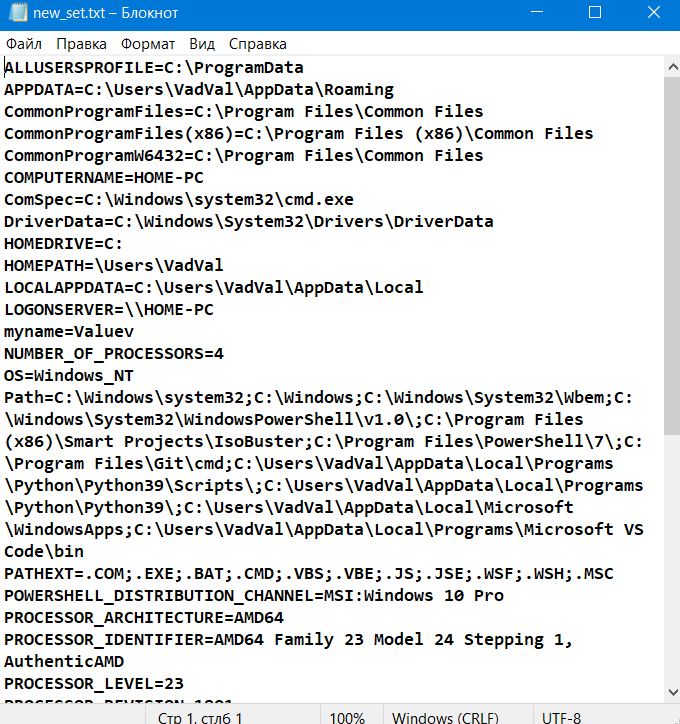 new_set.txt – Блокнот
Файл Правка Формат Вид Справка
ALLUSERSPROFILE=C:\ProgramData
APPDATA=C:\Users\VadVal\AppData\Roaming
CommonProgramFiles=C:\Program Files\Common Files
CommonProgramFiles(x86)=C:\Program Files (x86)\Common Files
CommonProgramW6432=C:\Program Files\Common Files
COMPUTERNAME=HOME-PC
ComSpec=C:\Windows\system32\cmd.exe
DriverData=C:\Windows\System32\Drivers\DriverData
HOMEDRIVE=C:
HOMEPATH=\Users\VadVal
LOCALAPPDATA=C:\Users\VadVal\AppData\Local
LOGONSERVER=\\HOME-PC
myname=Valuev
NUMBER_OF_PROCESSORS=4
OS=Windows_NT
Path=C:\Windows\system32;C:\Windows;C:\Windows\System32\Wbem;C:
\Windows\System32\WindowsPowerShell\v1.0\;C:\Program Files
(x86)\Smart Projects\IsoBuster;C:\Program Files\PowerShell\7\;C:
\Program Files\Git\cmd;C:\Users\VadVal\AppData\Local\Programs
\Python\Python39\Scripts\;C:\Users\VadVal\AppData\Local\Programs
\Python\Python39\;C:\Users\VadVal\AppData\Local\Microsoft
\WindowsApps;C:\Users\VadVal\AppData\Local\Programs\Microsoft VS
Code\bin
PATHEXT=.COM;.EXE;.BAT;.CMD;.VBS;.VBE;.JS;.JSE;.WSF;.WSH;.MSC
POWERSHELL_DISTRIBUTION_CHANNEL=MSI:Windows 10 Pro
PROCESSOR_ARCHITECTURE=AMD64
PROCESSOR_IDENTIFIER=AMD64 Family 23 Model 24 Stepping 1,
AuthenticAMD
PROCESSOR_LEVEL=23
Стр 1, стлб 1 100% Windows (CRLF) UTF-8